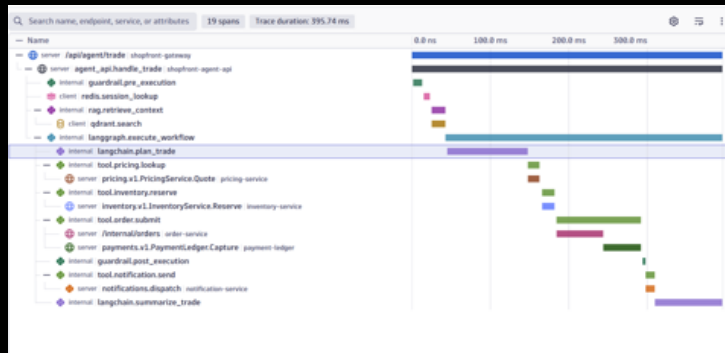 Search name, endpoint, service, or attributes 19 spans Trace duration: 395.74 ms
Name 0.0 ns 100.0 ms 200.0 ms 300.0 ms
server /api/agent/trade shopfront-gateway
server agent_api.handle_trade shopfront-agent-api
internal guardrail.pre_execution
client redis.session_lookup
internal rag.retrieve_context
client qdrant.search
internal langgraph.execute_workflow
internal langchain.plan_trade
internal tool.pricing.lookup
server pricing.v1.PricingService.Quote pricing-service
internal tool.inventory.reserve
server inventory.v1.InventoryService.Reserve inventory-service
internal tool.order.submit
server /internal/orders order-service
server payments.v1.PaymentLedger.Capture payment-ledger
internal guardrail.post_execution
internal tool.notification.send
server notifications.dispatch notification-service
internal langchain.summarize_trade